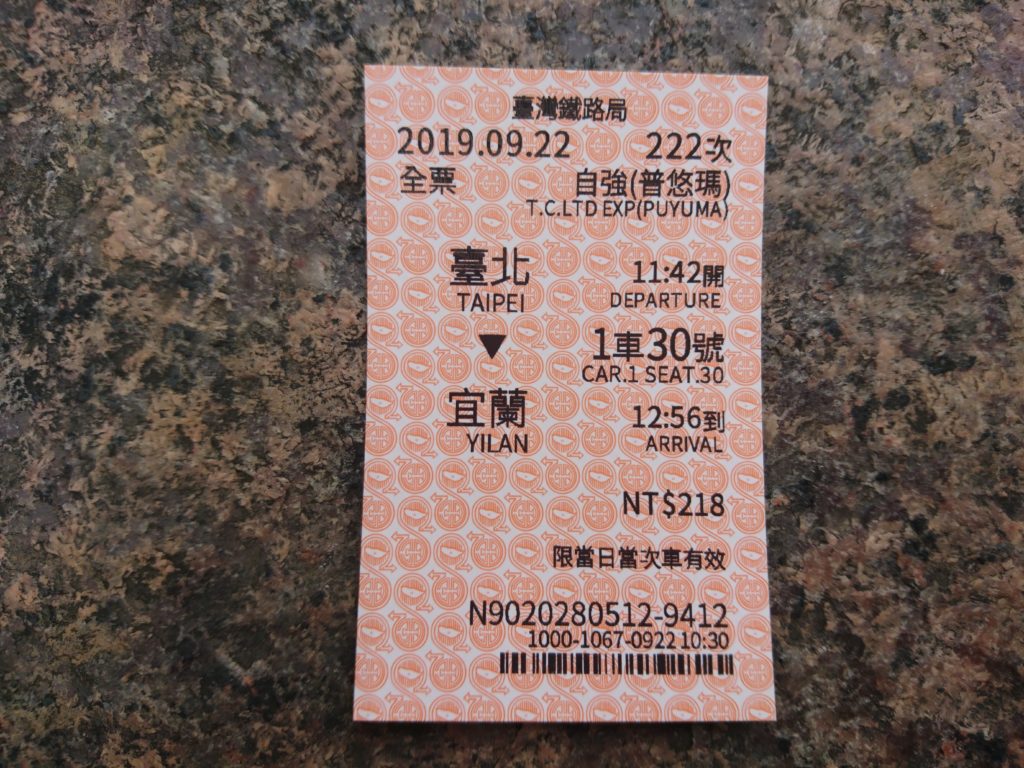 臺灣鐵路局
2019.09.22 222次
全票 自強(普悠瑪)
T.C.LTD EXP(PUYUMA)
臺北 11:42開
TAIPEI DEPARTURE
▼ 1車30號
CAR.1 SEAT.30
宜蘭 12:56到
YILAN ARRIVAL
NT$218
限當日當次車有效
N9020280512-9412
1000-1067-0922 10:30